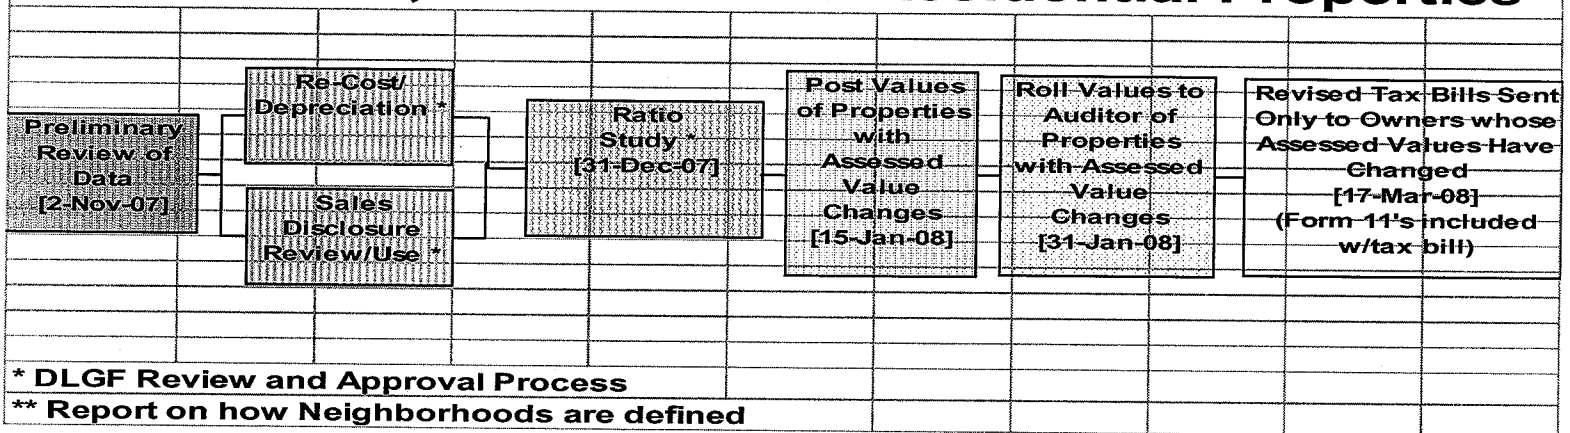 Residential Properties
Preliminary
Review of
Data
[2-Nov-07]
Re-Cost/
Depreciation *
Sales
Disclosure
Review/Use *
Ratio
Study *
[31-Dec-07]
Post Values
of Properties
with
Assessed
Value
Changes
[15-Jan-08]
Roll Values to
Auditor of
Properties
with Assessed
Value
Changes
[31-Jan-08]
Revised Tax Bills Sent
Only to Owners whose
Assessed Values Have
Changed
[17-Mar-08]
(Form 11's included
w/tax bill)
* DLGF Review and Approval Process
** Report on how Neighborhoods are defined